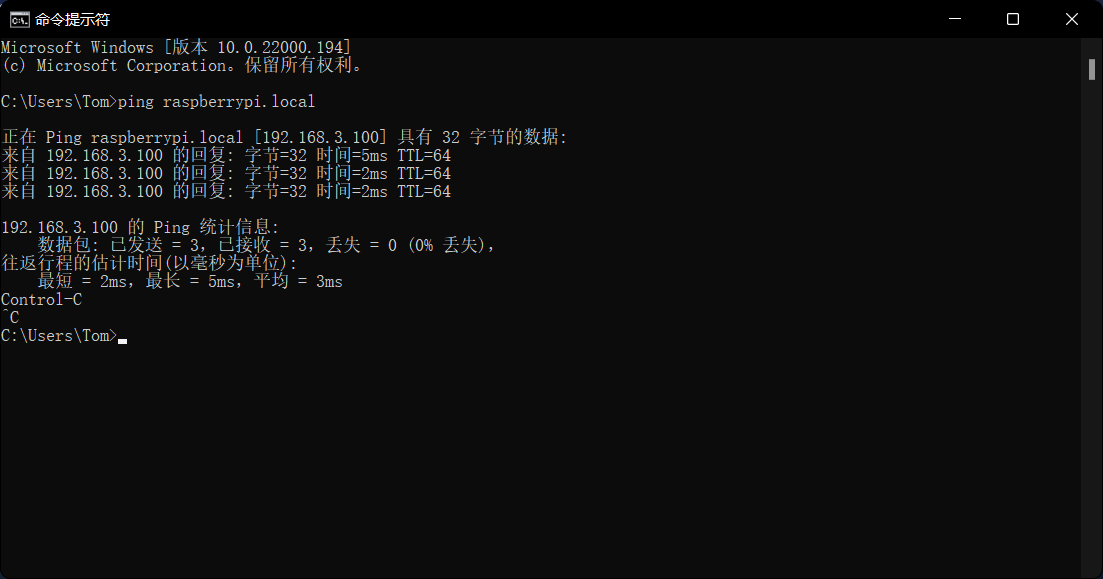 命令提示符
Microsoft Windows [版本 10.0.22000.194]
(c) Microsoft Corporation。保留所有权利。
C:\Users\Tom>ping raspberrypi.local
正在 Ping raspberrypi.local [192.168.3.100] 具有 32 字节的数据:
来自 192.168.3.100 的回复: 字节=32 时间=5ms TTL=64
来自 192.168.3.100 的回复: 字节=32 时间=2ms TTL=64
来自 192.168.3.100 的回复: 字节=32 时间=2ms TTL=64
192.168.3.100 的 Ping 统计信息:
    数据包: 已发送 = 3，已接收 = 3，丢失 = 0 (0% 丢失)，
往返行程的估计时间(以毫秒为单位):
    最短 = 2ms，最长 = 5ms，平均 = 3ms
Control-C
^C
C:\Users\Tom>